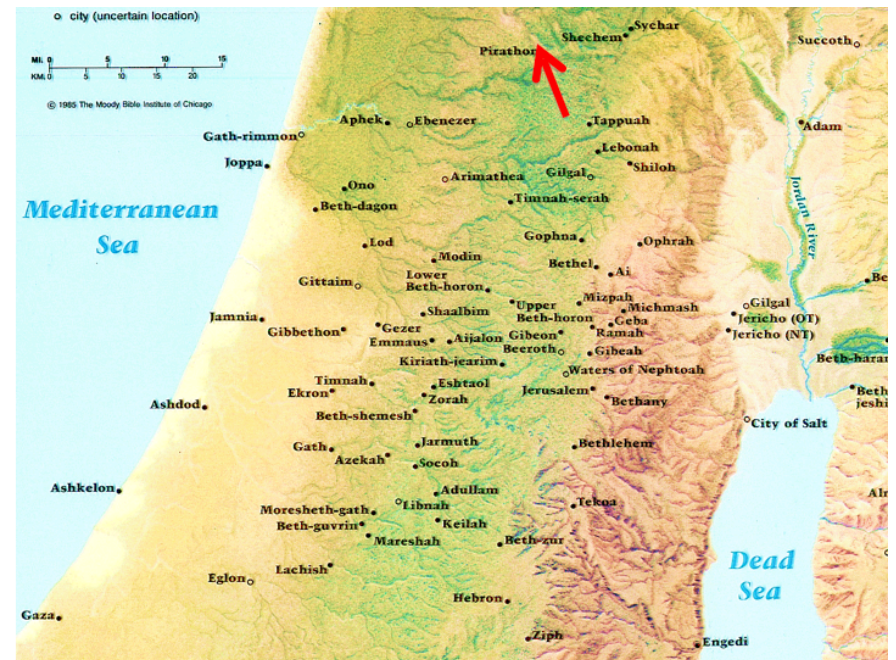 city (uncertain location)
MI. 0 5 10 15
KM. 0 5 10 15 20
© 1985 The Moody Bible Institute of Chicago
Sychar
Shechem
Pirathon
Succoth
Aphek
Ebenezer
Tappuah
Adam
Gath-rimmon
Lebonah
Joppa
Shiloh
Arimathea
Gilgal
Ono
Timnah-serah
Beth-dagon
Mediterranean
Sea
Jordan River
Gophna
Ophrah
Lod
Modin
Bethel
Ai
Lower
Beth-horon
Gittaim
Upper
Beth-horon
Mizpah
Michmash
Gilgal
Jericho (OT)
Jericho (NT)
Jamnia
Shaalbim
Gezer
Gibbethon
Geba
Ramah
Gibeon
Emmaus
Aijalon
Beeroth
Gibeah
Kiriath-jearim
Beth-haran
Waters of Nephtoah
Timnah
Eshtaol
Ekron
Zorah
Jerusalem
Bethany
Beth
jeshi
Ashdod
Beth-shemesh
City of Salt
Gath
Jarmuth
Bethlehem
Azekah
Socoh
Ashkelon
Adullam
Libnah
Moresheth-gath
Tekoa
Beth-guvrin
Keilah
Mareshah
Beth-zur
Lachish
Eglon
Dead
Sea
Hebron
Gaza
Ziph
Engedi